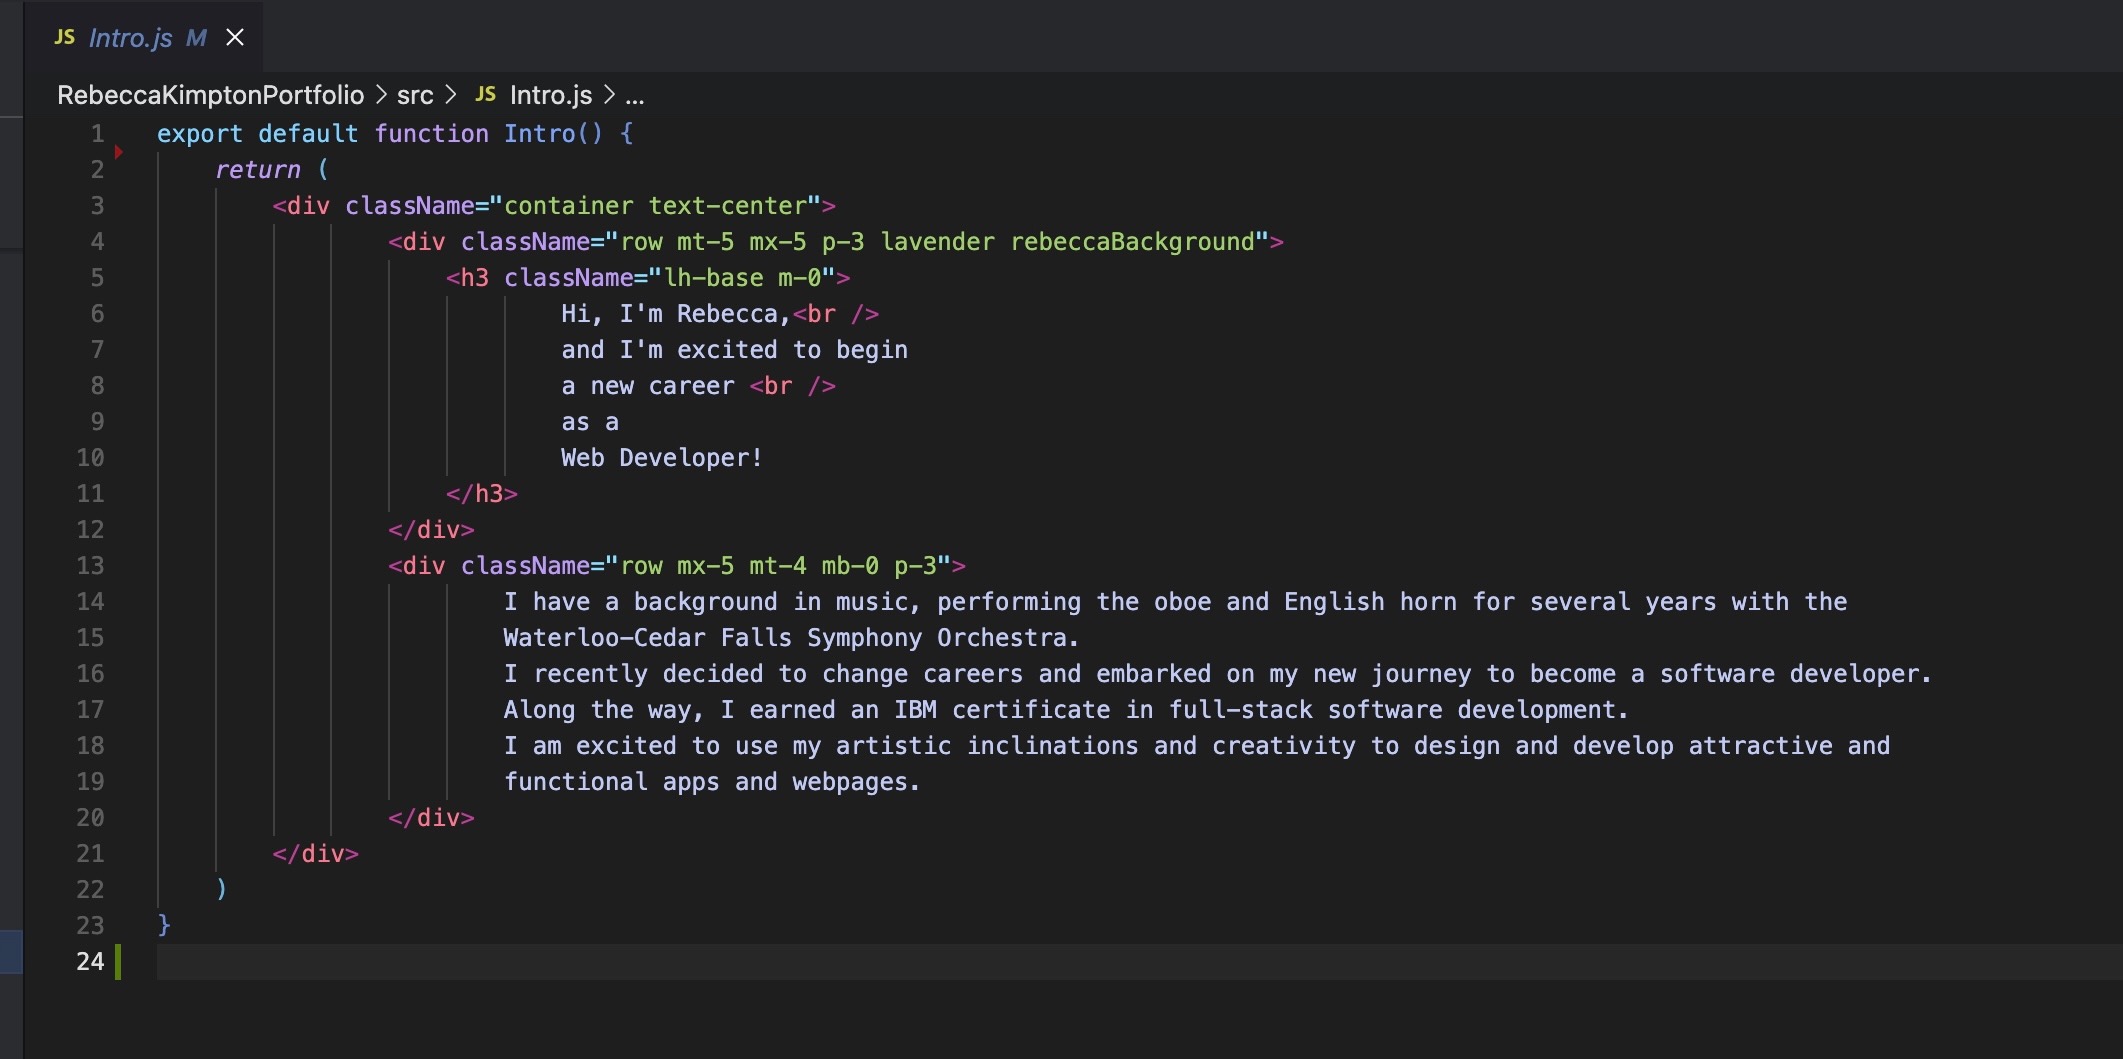 JS Intro.js M
RebeccaKimptonPortfolio > src > JS Intro.js > ...
1 export default function Intro() {
2 return (
3 <div className="container text-center">
4 <div className="row mt-5 mx-5 p-3 lavender rebeccaBackground">
5 <h3 className="lh-base m-0">
6 Hi, I'm Rebecca,<br />
7 and I'm excited to begin
8 a new career <br />
9 as a
10 Web Developer!
11 </h3>
12 </div>
13 <div className="row mx-5 mt-4 mb-0 p-3">
14 I have a background in music, performing the oboe and English horn for several years with the
15 Waterloo-Cedar Falls Symphony Orchestra.
16 I recently decided to change careers and embarked on my new journey to become a software developer.
17 Along the way, I earned an IBM certificate in full-stack software development.
18 I am excited to use my artistic inclinations and creativity to design and develop attractive and
19 functional apps and webpages.
20 </div>
21 </div>
22 )
23 }
24